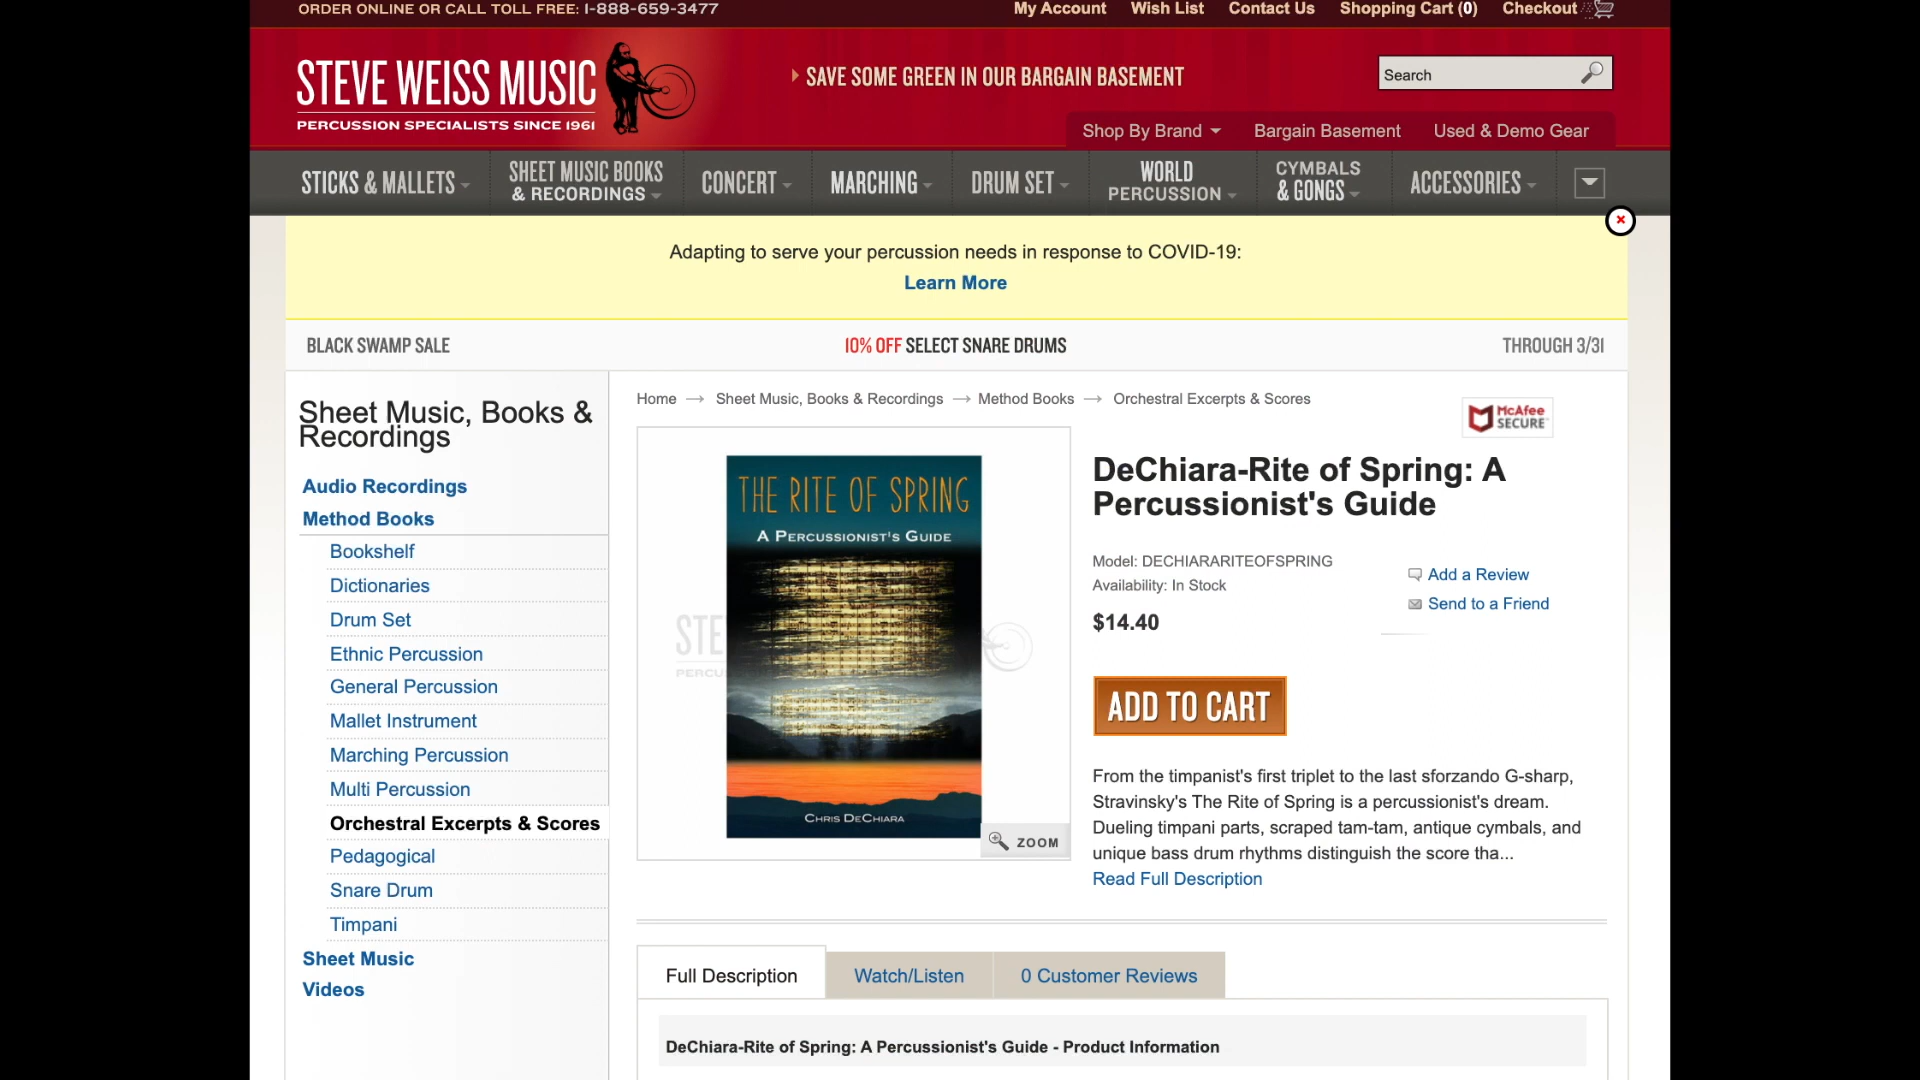 ORDER ONLINE OR CALL TOLL FREE: 1-888-659-3477
My Account Wish List Contact Us Shopping Cart (0) Checkout
STEVE WEISS MUSIC
PERCUSSION SPECIALISTS SINCE 1961
SAVE SOME GREEN IN OUR BARGAIN BASEMENT
Search
Shop By Brand Bargain Basement Used & Demo Gear
STICKS & MALLETS
SHEET MUSIC BOOKS
& RECORDINGS
CONCERT
MARCHING
DRUM SET
WORLD
PERCUSSION
CYMBALS
& GONGS
ACCESSORIES
Adapting to serve your percussion needs in response to COVID-19:
Learn More
BLACK SWAMP SALE 10% OFF SELECT SNARE DRUMS THROUGH 3/31
Sheet Music, Books &
Recordings
Audio Recordings
Method Books
Bookshelf
Dictionaries
Drum Set
Ethnic Percussion
General Percussion
Mallet Instrument
Marching Percussion
Multi Percussion
Orchestral Excerpts & Scores
Pedagogical
Snare Drum
Timpani
Sheet Music
Videos
Home → Sheet Music, Books & Recordings → Method Books → Orchestral Excerpts & Scores
McAfee
SECURE
THE RITE OF SPRING
A PERCUSSIONIST'S GUIDE
STE
PERCU
CHRIS DECHIARA
ZOOM
DeChiara-Rite of Spring: A
Percussionist's Guide
Model: DECHIARARITEOFSPRING
Availability: In Stock
$14.40
Add a Review
Send to a Friend
ADD TO CART
From the timpanist's first triplet to the last sforzando G-sharp,
Stravinsky's The Rite of Spring is a percussionist's dream.
Dueling timpani parts, scraped tam-tam, antique cymbals, and
unique bass drum rhythms distinguish the score tha...
Read Full Description
Full Description Watch/Listen 0 Customer Reviews
DeChiara-Rite of Spring: A Percussionist's Guide - Product Information